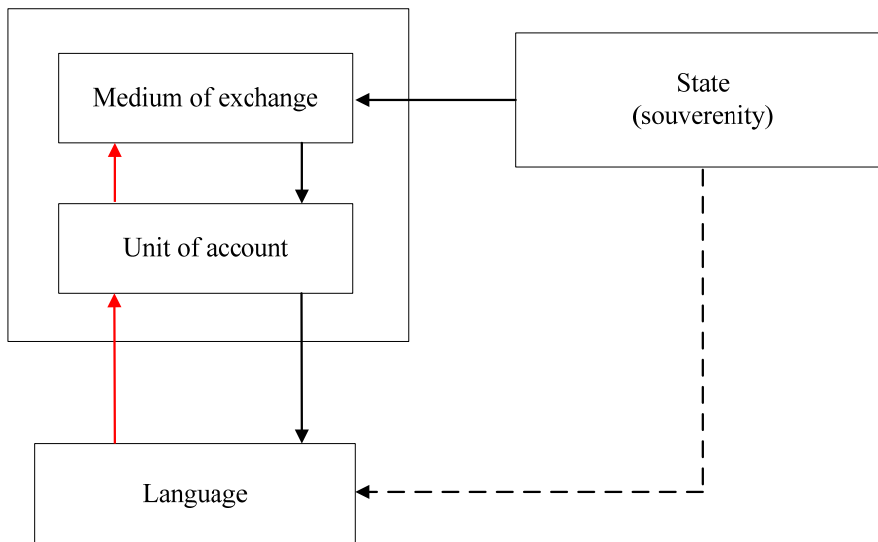 Medium of exchange
State
(souverenity)
Unit of account
Language